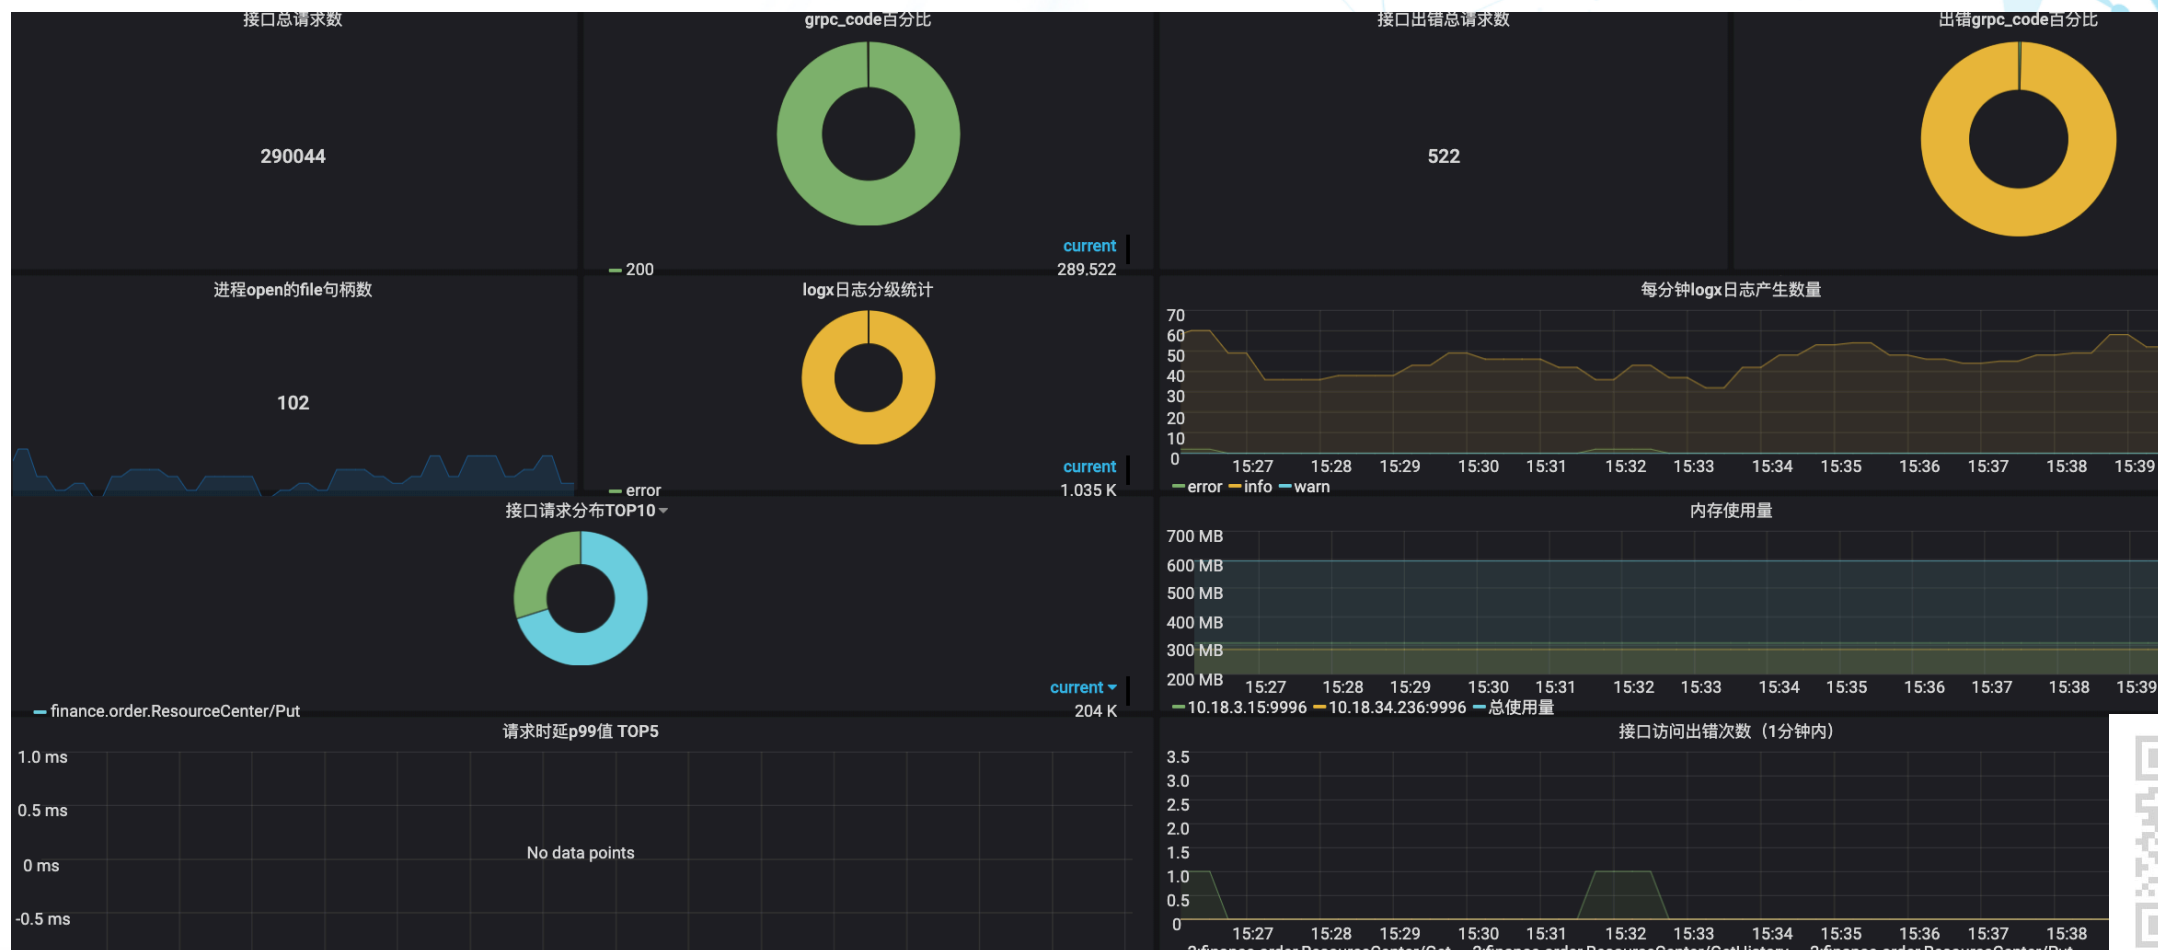 接口总请求数
290044
grpc_code百分比
current
200 289.522
接口出错总请求数
522
出错grpc_code百分比
进程open的file句柄数
102
logx日志分级统计
current
error 1.035 K
每分钟logx日志产生数量
70
60
50
40
30
20
10
0
15:27 15:28 15:29 15:30 15:31 15:32 15:33 15:34 15:35 15:36 15:37 15:38 15:39
error info warn
接口请求分布TOP10
current
finance.order.ResourceCenter/Put 204 K
内存使用量
700 MB
600 MB
500 MB
400 MB
300 MB
200 MB
15:27 15:28 15:29 15:30 15:31 15:32 15:33 15:34 15:35 15:36 15:37 15:38 15:39
10.18.3.15:9996 10.18.34.236:9996 总使用量
请求时延p99值 TOP5
1.0 ms
0.5 ms
0 ms
-0.5 ms
No data points
接口访问出错次数（1分钟内）
3.5
3.0
2.5
2.0
1.5
1.0
0.5
0
15:27 15:28 15:29 15:30 15:31 15:32 15:33 15:34 15:35 15:36 15:37 15:38